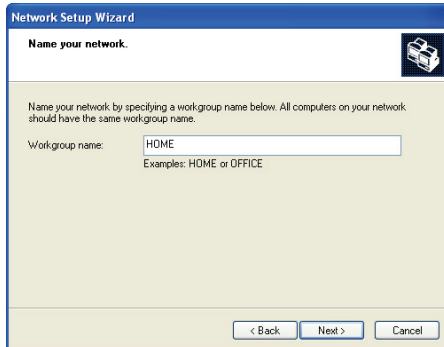 Network Setup Wizard
Name your network.
Name your network by specifying a workgroup name below. All computers on your network
should have the same workgroup name.
Workgroup name: HOME
Examples: HOME or OFFICE
< Back Next > Cancel